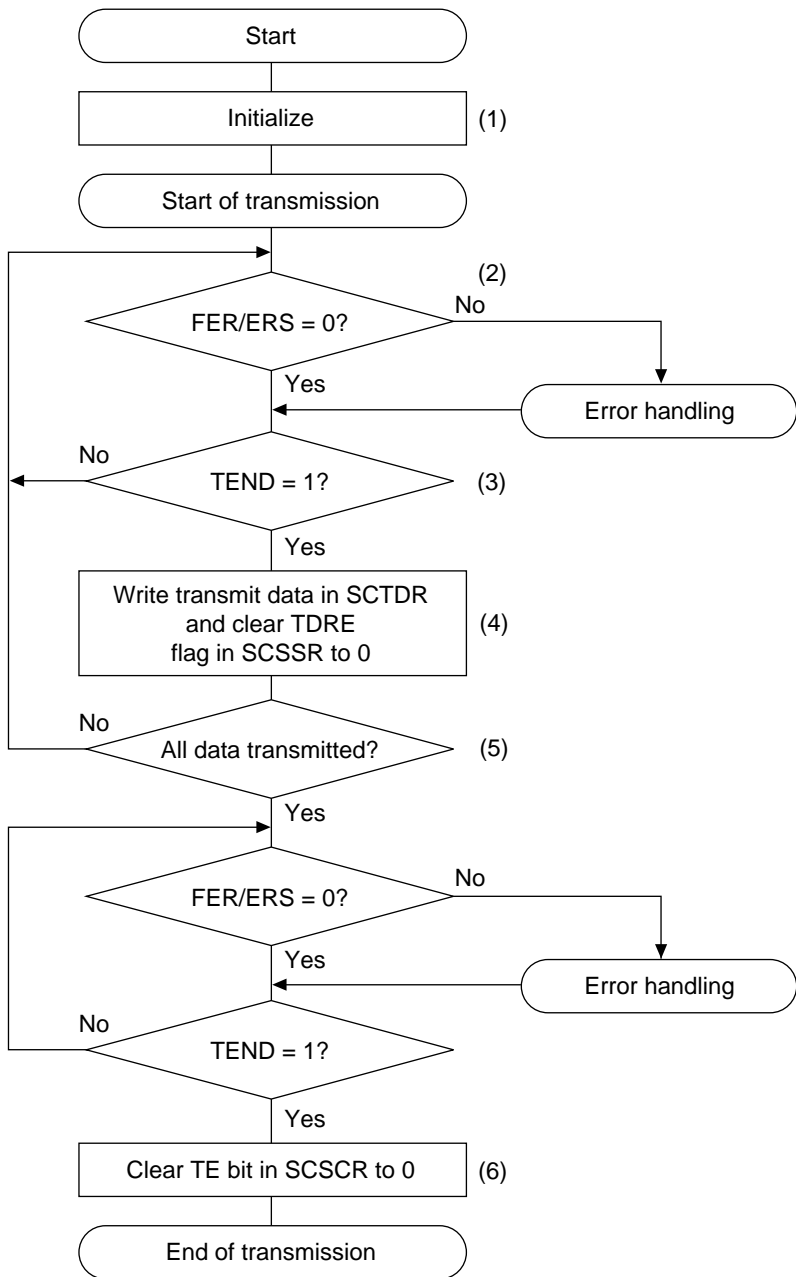 Start
Initialize
(1)
Start of transmission
(2)
FER/ERS = 0?
No
Yes
Error handling
No
TEND = 1?
(3)
Yes
Write transmit data in SCTDR
and clear TDRE
flag in SCSSR to 0
(4)
No
All data transmitted?
(5)
Yes
FER/ERS = 0?
No
Yes
Error handling
No
TEND = 1?
Yes
Clear TE bit in SCSCR to 0
(6)
End of transmission